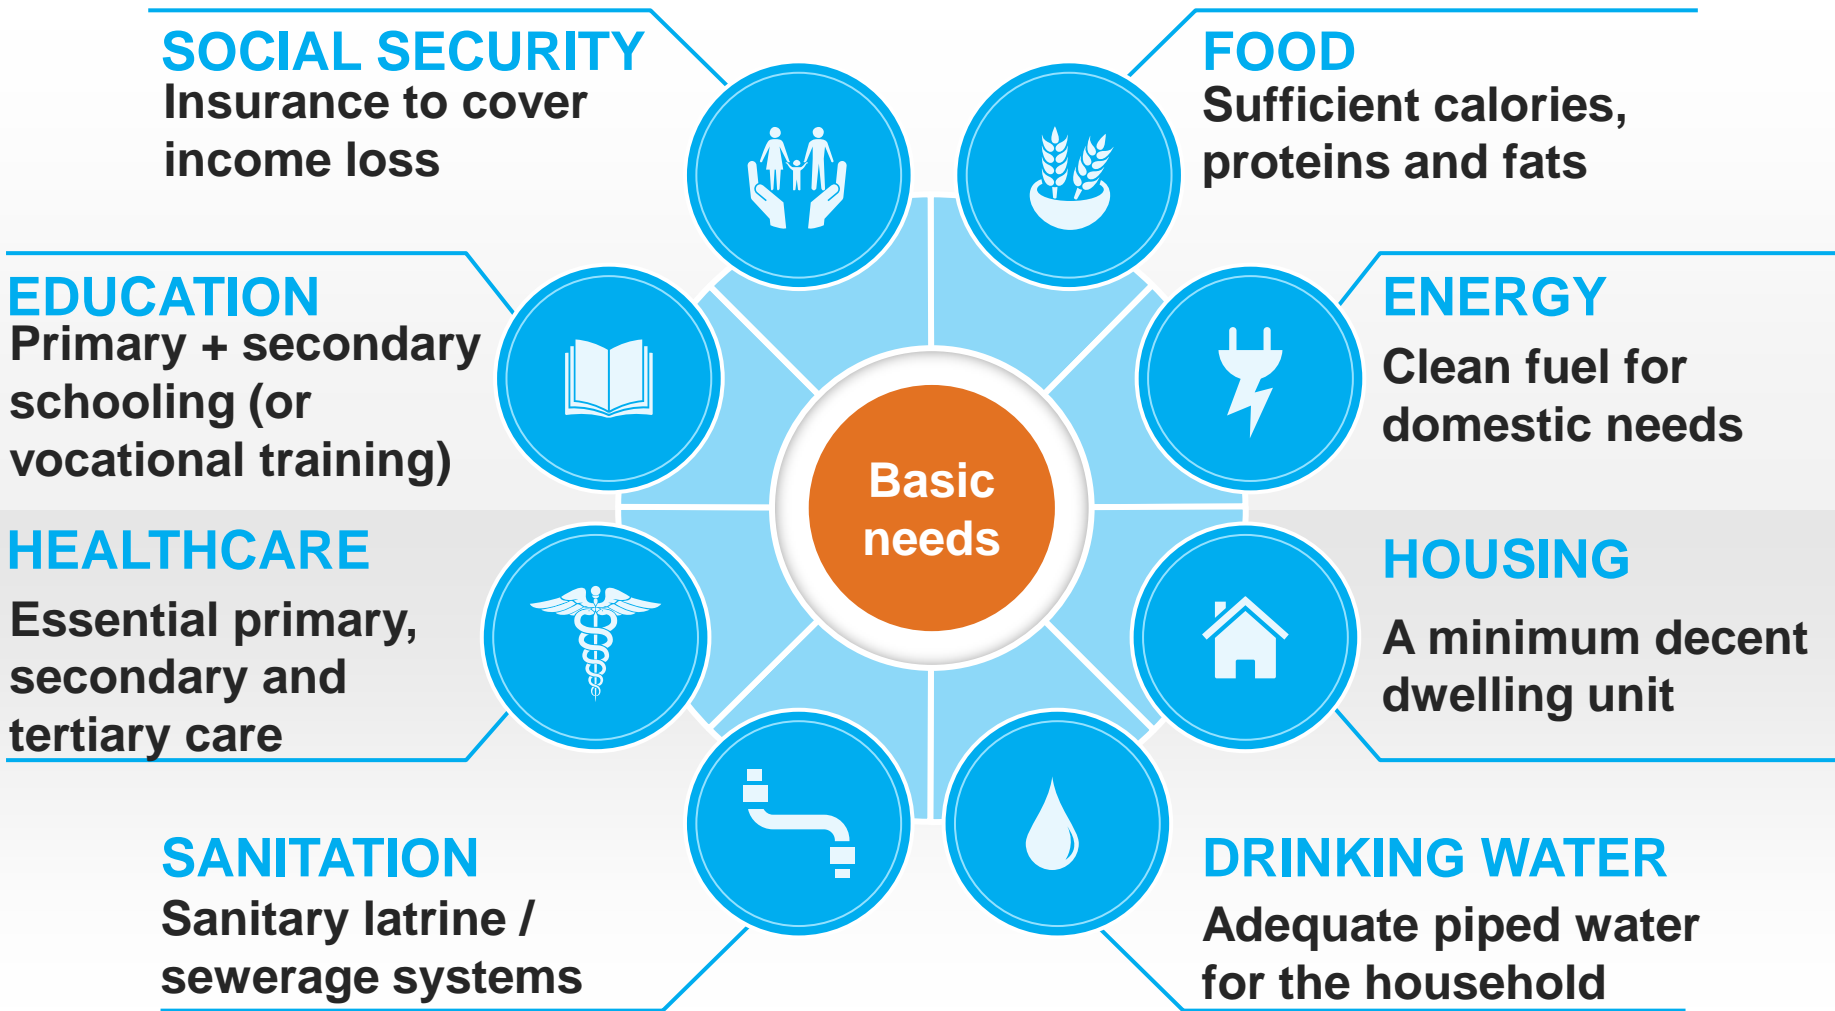 SOCIAL SECURITY
Insurance to cover
income loss
FOOD
Sufficient calories,
proteins and fats
EDUCATION
Primary + secondary
schooling (or
vocational training)
ENERGY
Clean fuel for
domestic needs
Basic
needs
HEALTHCARE
Essential primary,
secondary and
tertiary care
HOUSING
A minimum decent
dwelling unit
SANITATION
Sanitary latrine /
sewerage systems
DRINKING WATER
Adequate piped water
for the household